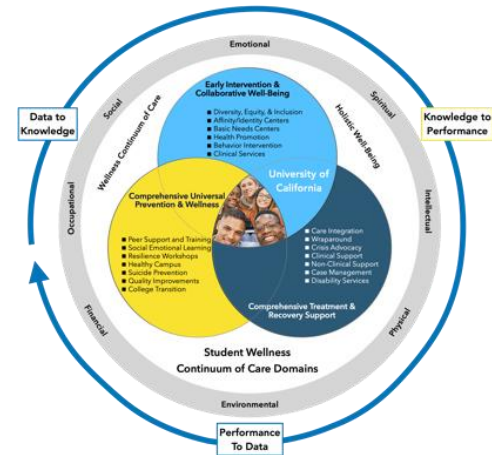 Emotional
Social
Spiritual
Early Intervention &
Collaborative Well-Being
Data to
Knowledge
Knowledge to
Performance
Wellness Continuum of Care
Holistic Well-Being
■ Diversity, Equity, & Inclusion
■ Affinity/Identity Centers
■ Basic Needs Centers
■ Health Promotion
■ Behavior Intervention
■ Clinical Services
University of
California
Comprehensive Universal
Prevention & Wellness
Occupational
Intellectual
■ Peer Support and Training
■ Social Emotional Learning
■ Resilience Workshops
■ Healthy Campus
■ Suicide Prevention
■ Quality Improvements
■ College Transition
■ Care Integration
■ Wraparound
■ Crisis Advocacy
■ Clinical Support
■ Non-Clinical Support
■ Case Management
■ Disability Services
Comprehensive Treatment &
Recovery Support
Financial
Physical
Student Wellness
Continuum of Care Domains
Environmental
Performance
To Data